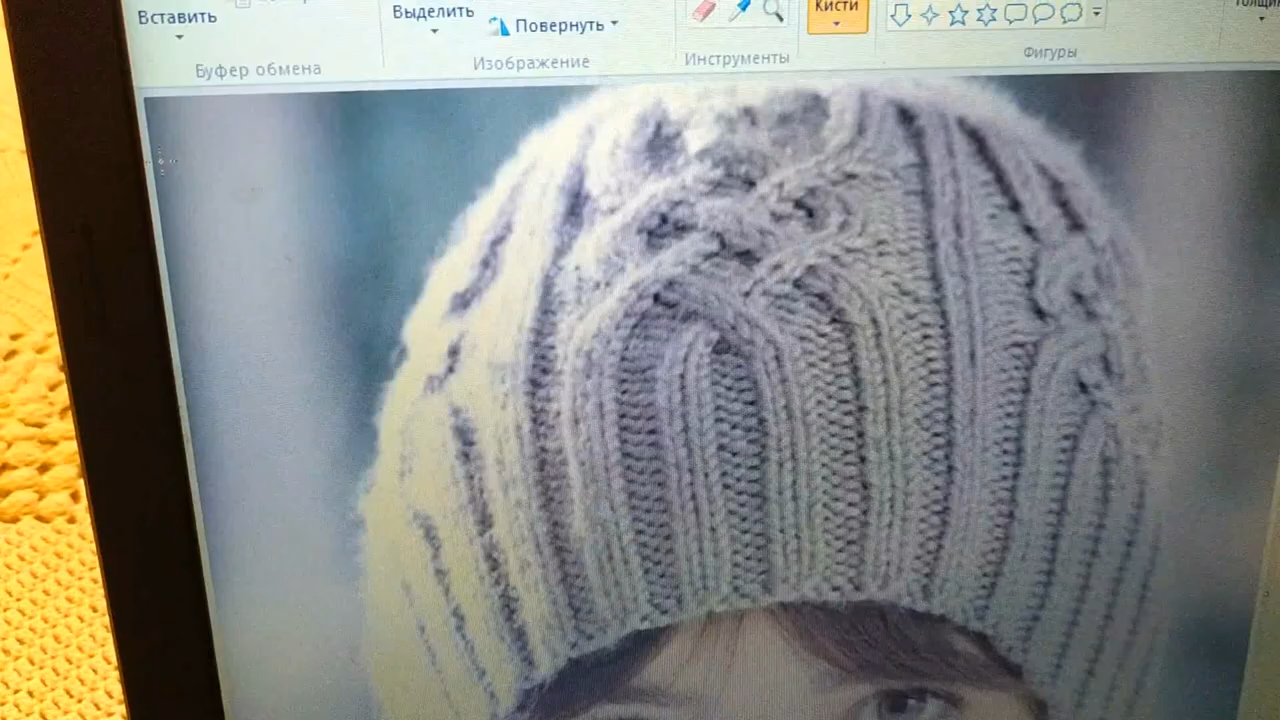 Вставить
Выделить
Повернуть
Кисти
Буфер обмена
Изображение
Инструменты
Фигуры